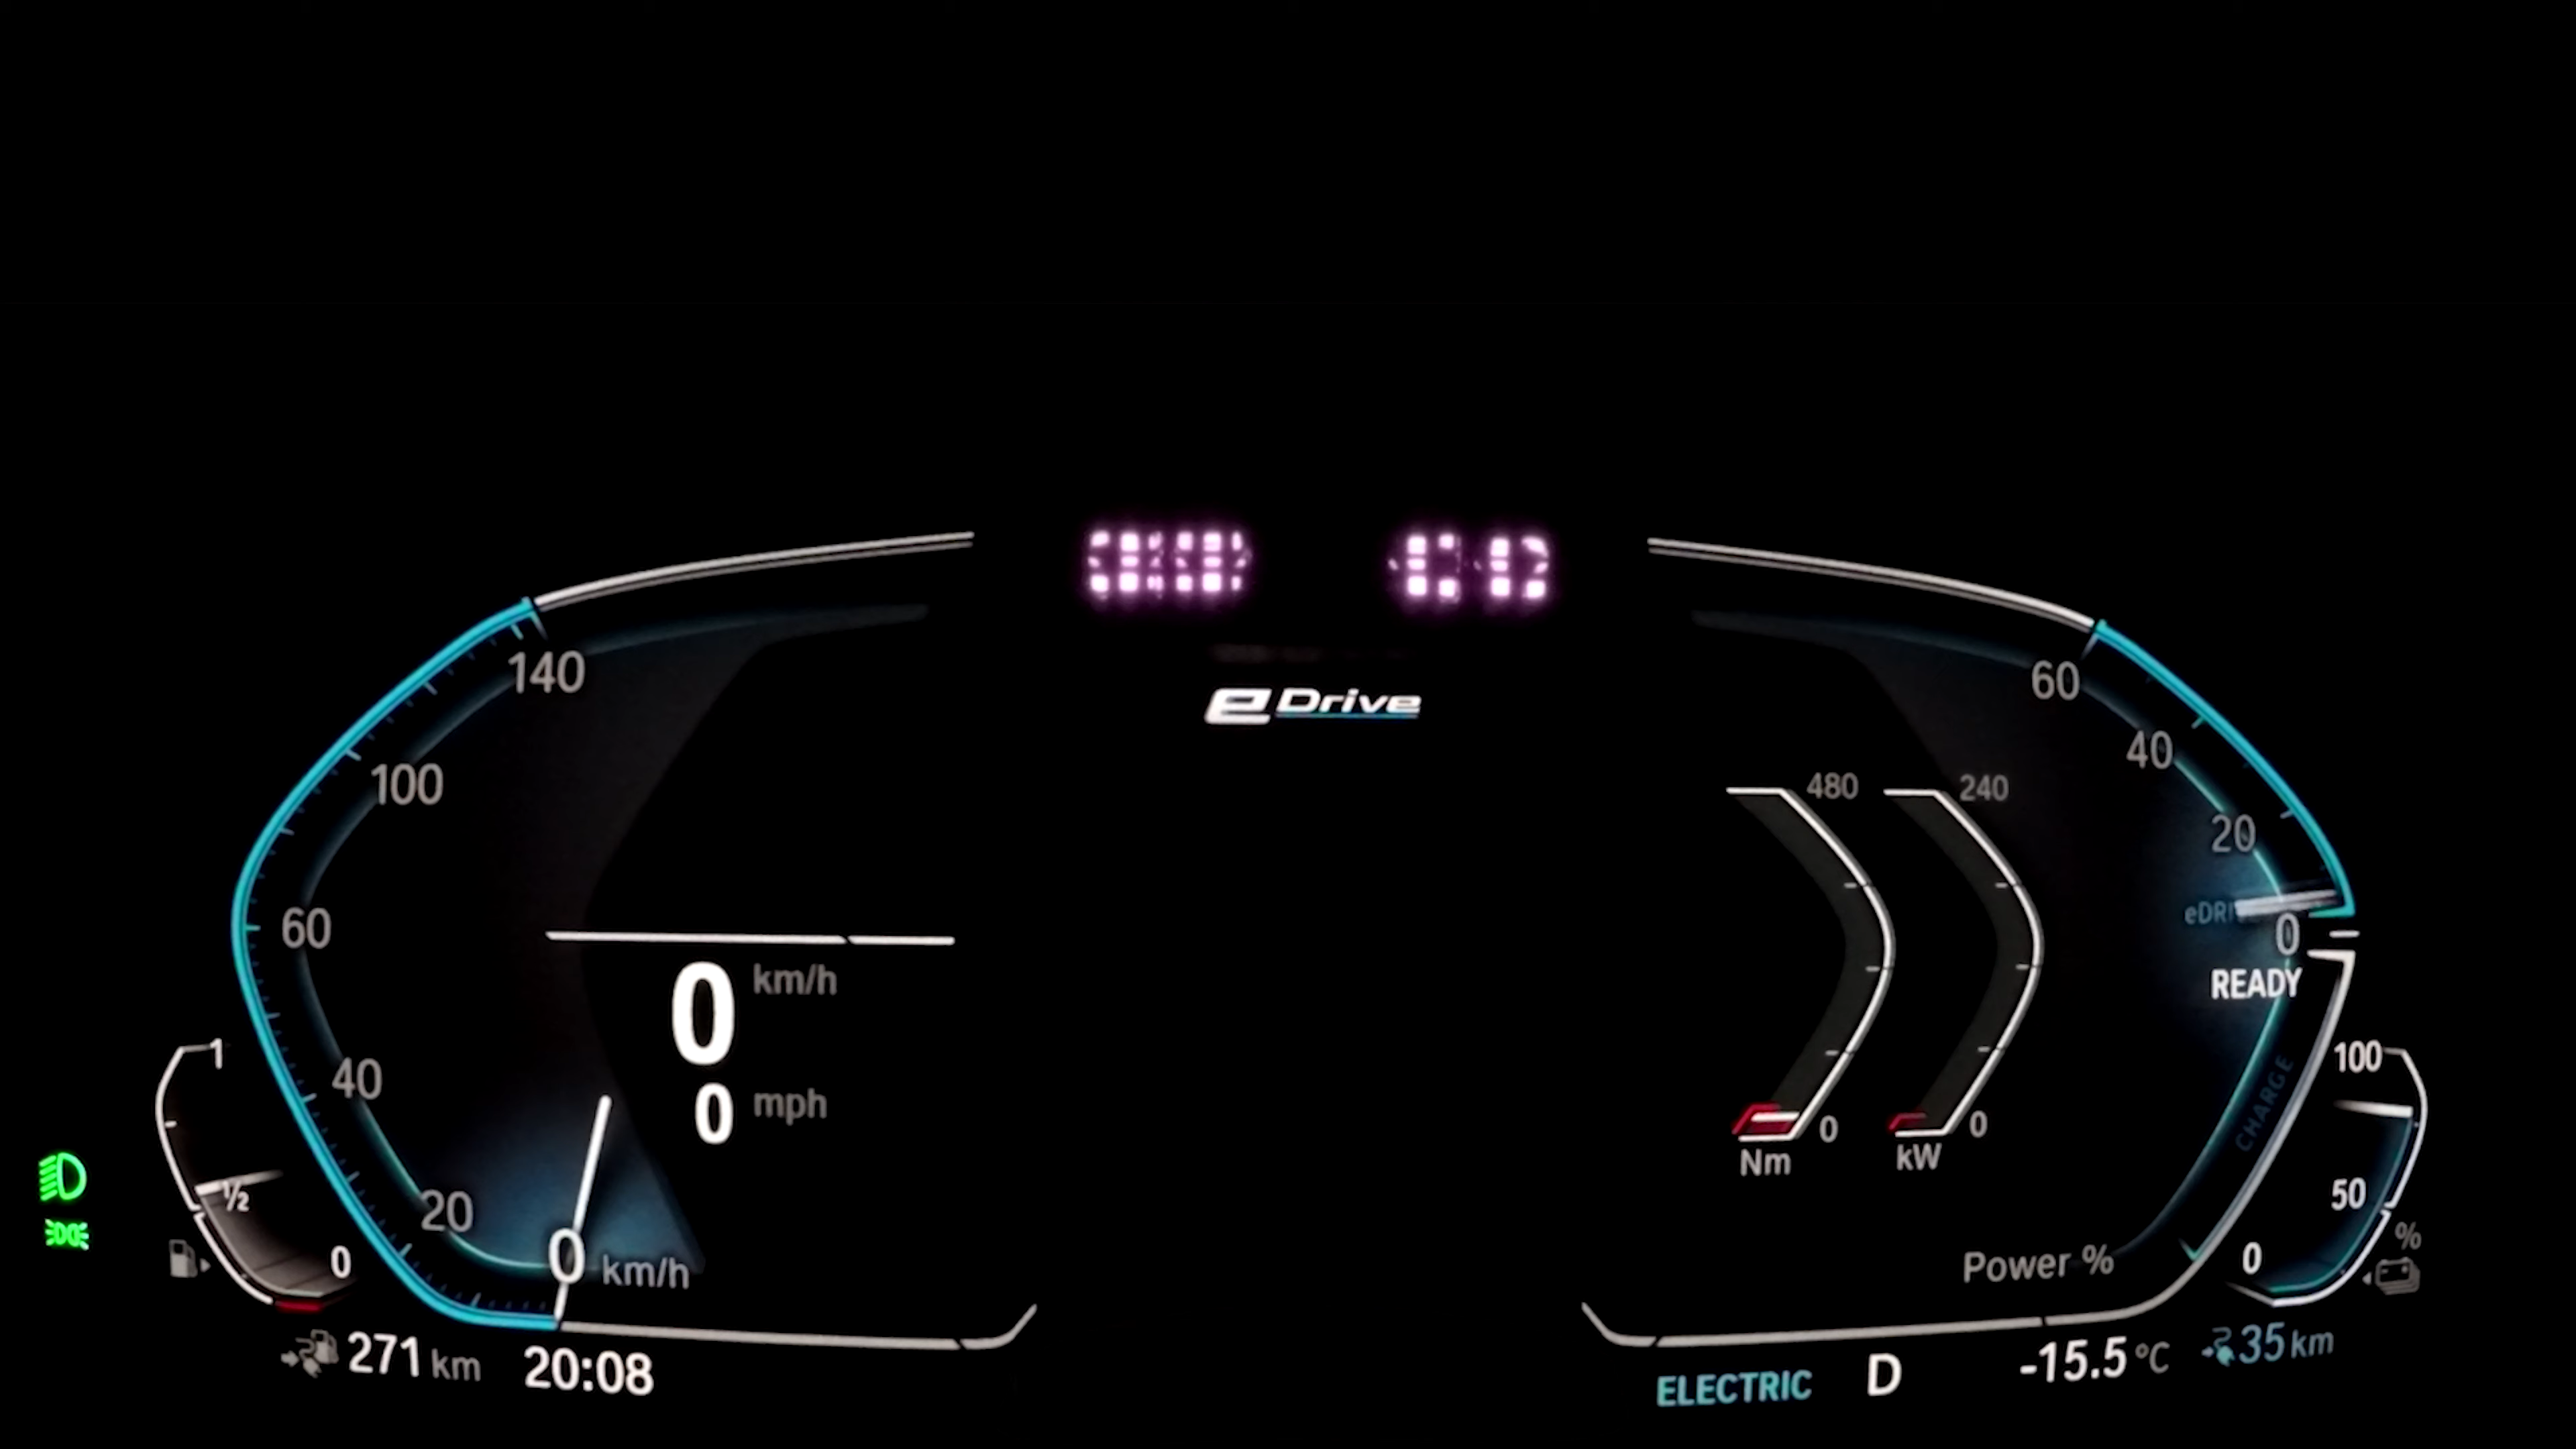 eDrive
140
60
100
40
480
240
20
60
eDRI
0
0 km/h
READY
1
100
40
0 mph
CHARGE
0
0
Nm
kW
½
20
50
%
0
0 km/h
Power %
0
271 km
20:08
ELECTRIC
D
-15.5 °C
35 km